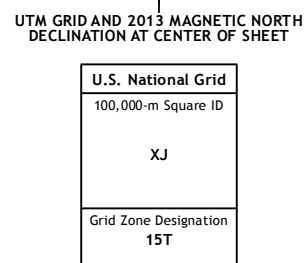 UTM GRID AND 2013 MAGNETIC NORTH
DECLINATION AT CENTER OF SHEET
U.S. National Grid
100,000-m Square ID
XJ
Grid Zone Designation
15T